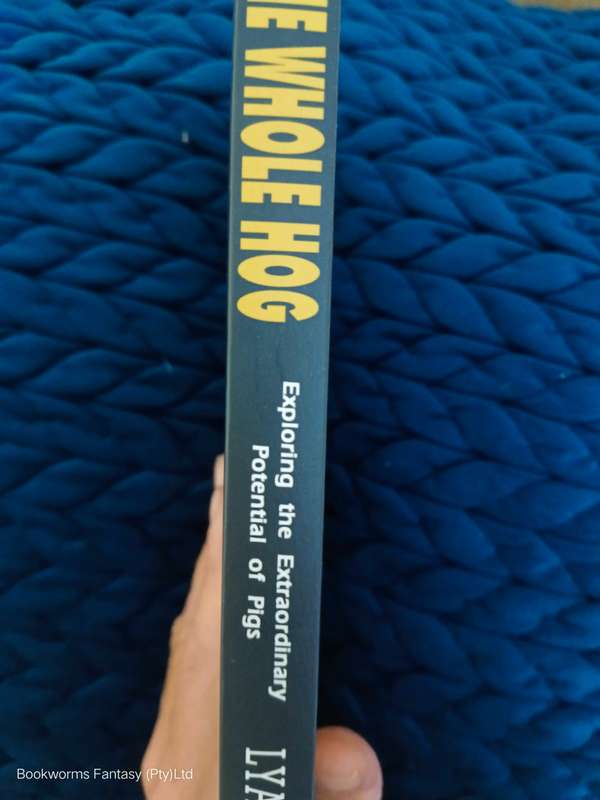 WHOLE HOG
Exploring the Extraordinary
Potential of Pigs
Bookworms Fantasy (Pty)Ltd